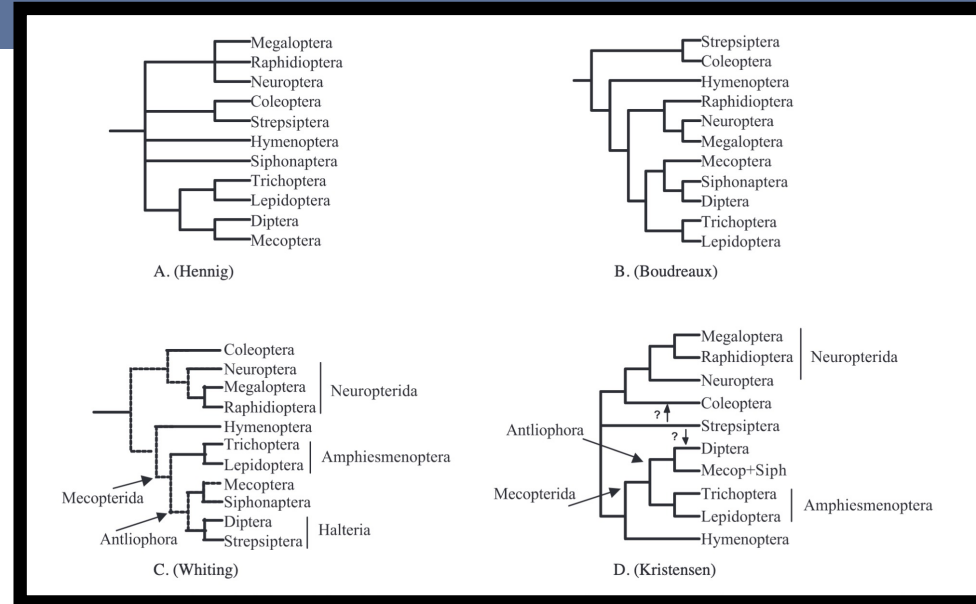 Megaloptera
Raphidioptera
Neuroptera
Coleoptera
Strepsiptera
Hymenoptera
Siphonaptera
Trichoptera
Lepidoptera
Diptera
Mecoptera
A. (Hennig)
Strepsiptera
Coleoptera
Hymenoptera
Raphidioptera
Neuroptera
Megaloptera
Mecoptera
Siphonaptera
Diptera
Trichoptera
Lepidoptera
B. (Boudreaux)
Coleoptera
Neuroptera
Megaloptera
Raphidioptera
Neuropterida
Hymenoptera
Trichoptera
Lepidoptera
Amphiesmenoptera
Mecoptera
Siphonaptera
Diptera
Strepsiptera
Halteria
Mecopterida
Antliophora
C. (Whiting)
Megaloptera
Raphidioptera
Neuropterida
Neuroptera
Coleoptera
?
Strepsiptera
?
Antliophora
Diptera
Mecop+Siph
Mecopterida
Trichoptera
Lepidoptera
Amphiesmenoptera
Hymenoptera
D. (Kristensen)